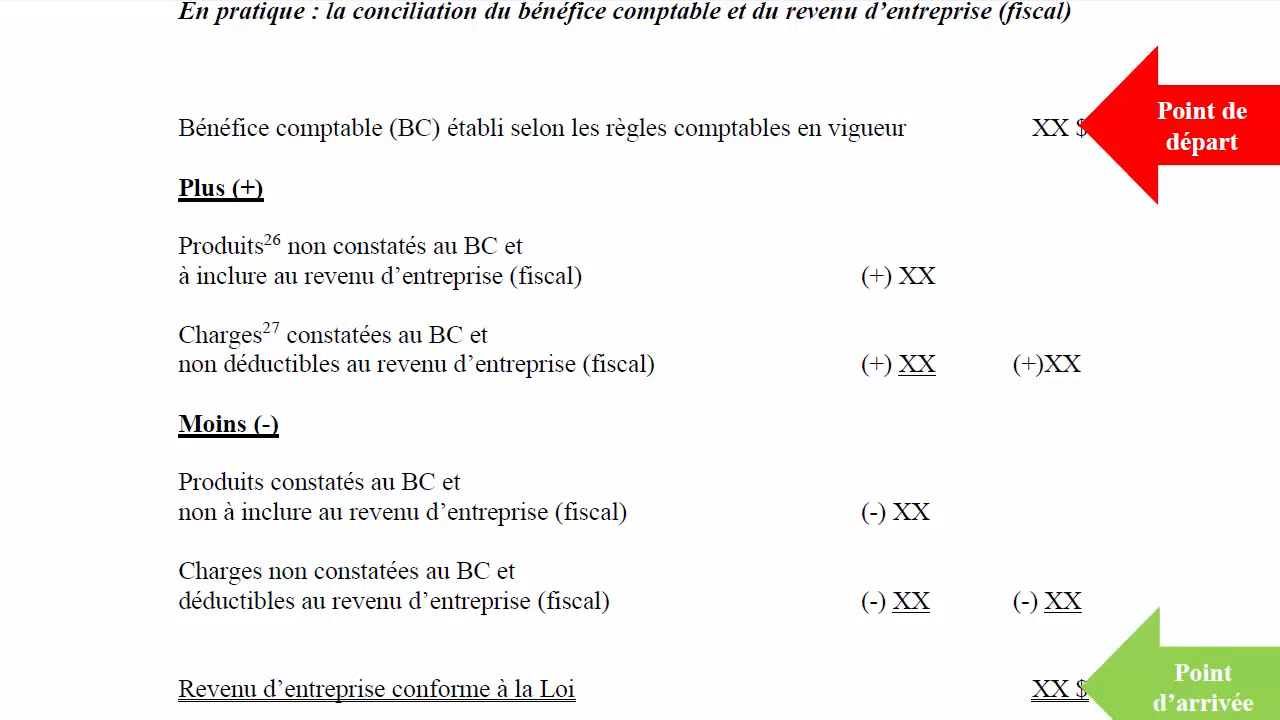 En pratique : la conciliation du bénéfice comptable et du revenu d’entreprise (fiscal)
Bénéfice comptable (BC) établi selon les règles comptables en vigueur XX $
Point de
départ
Plus (+)
Produits26 non constatés au BC et
à inclure au revenu d’entreprise (fiscal) (+) XX
Charges27 constatées au BC et
non déductibles au revenu d’entreprise (fiscal) (+) XX (+)XX
Moins (-)
Produits constatés au BC et
non à inclure au revenu d’entreprise (fiscal) (-) XX
Charges non constatées au BC et
déductibles au revenu d’entreprise (fiscal) (-) XX (-) XX
Revenu d’entreprise conforme à la Loi XX $
Point
d’arrivée